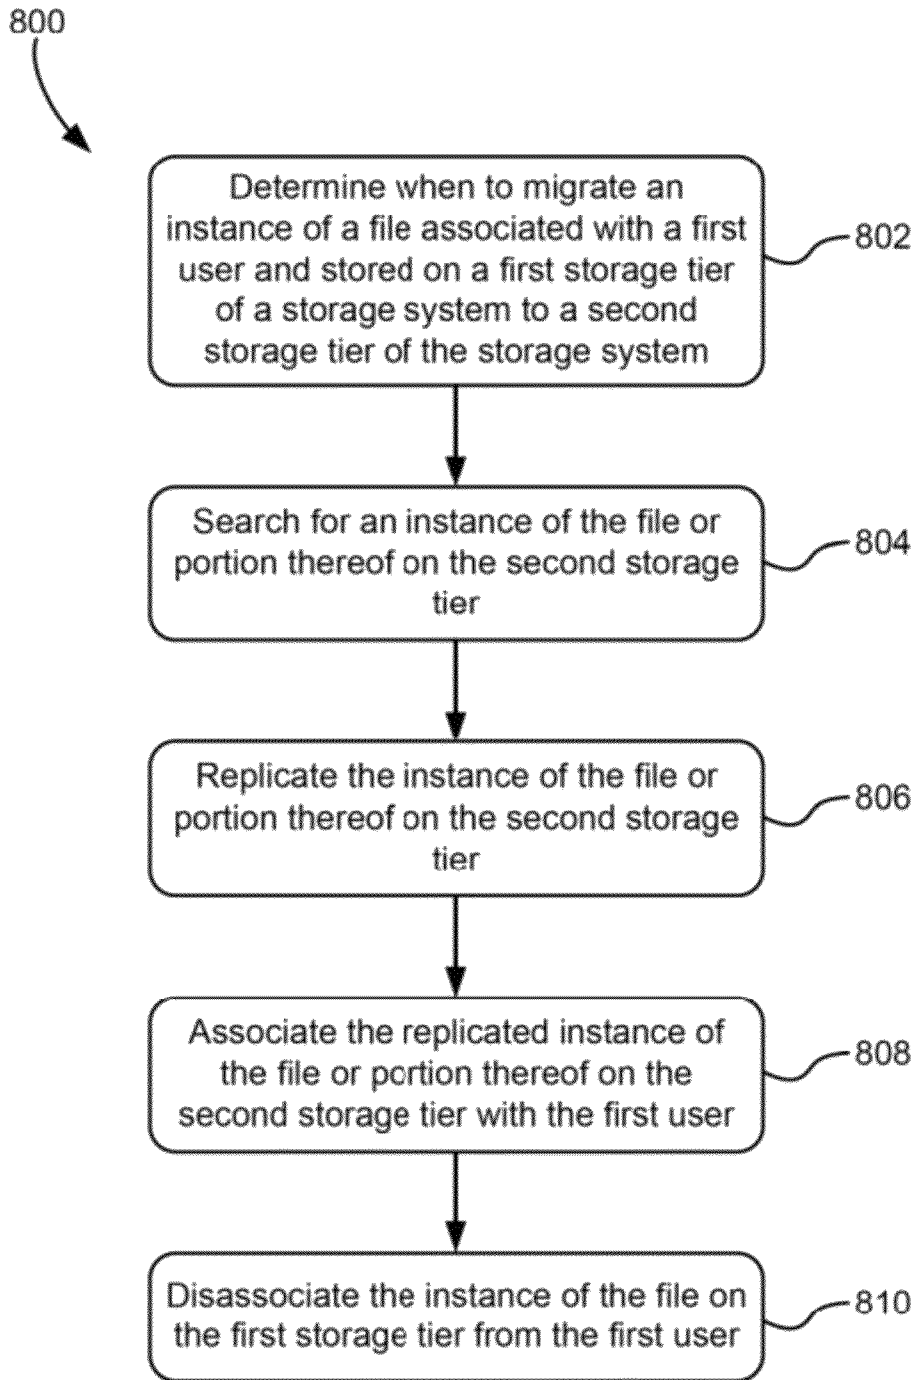 800
Determine when to migrate an
instance of a file associated with a first
user and stored on a first storage tier
of a storage system to a second
storage tier of the storage system
802
Search for an instance of the file or
portion thereof on the second storage
tier
804
Replicate the instance of the file or
portion thereof on the second storage
tier
806
Associate the replicated instance of
the file or portion thereof on the
second storage tier with the first user
808
Disassociate the instance of the file on
the first storage tier from the first user
810